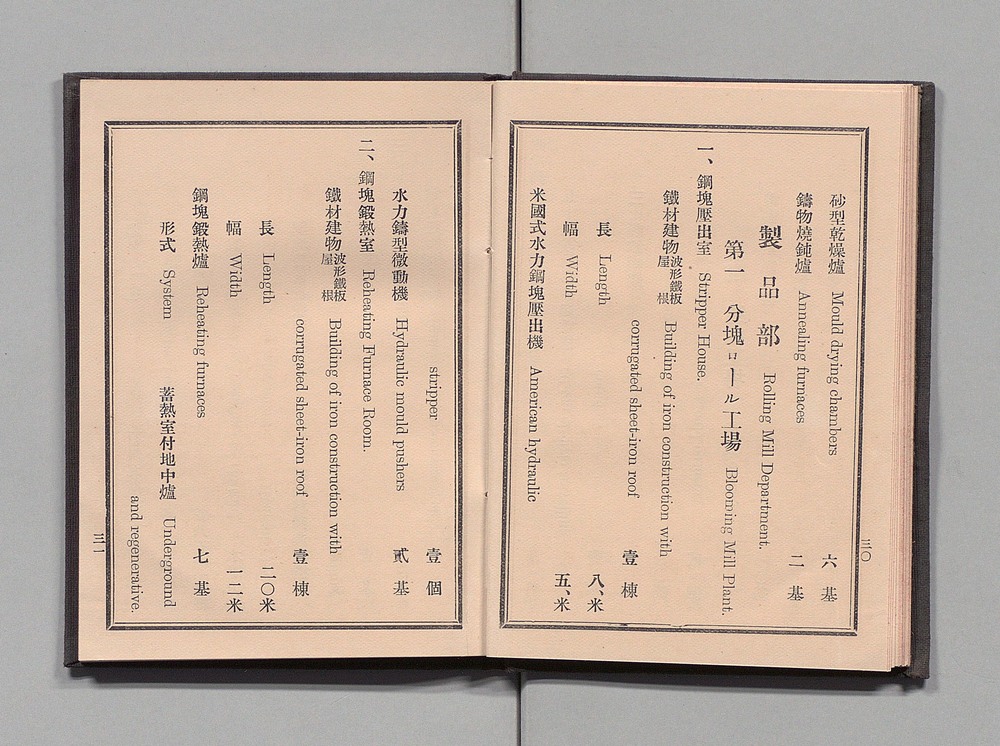 三〇
砂型乾燥爐 Mould drying chambers 六基
鑄物燒鈍爐 Annealing furnaces 二基
製品部 Rolling Mill Department.
第一 分塊ロール工場 Blooming Mill Plant.
一、鋼塊壓出室 Stripper House.
鐵材建物波形鐵板屋根 Building of iron construction with
corrugated sheet-iron roof 壹棟
長 Length 八、米
幅 Width 五、米
米國式水力鋼塊壓出機 American hydraulic
stripper 壹個
水力鑄型微動機 Hydraulic mould pushers 貳基
二、鋼塊鍛熱室 Reheating Furnace Room.
鐵材建物波形鐵板屋根 Building of iron construction with
corrugated sheet-iron roof 壹棟
長 Length 二一〇米
幅 Width 一二米
鋼塊鍛熱爐 Reheating furnaces 七基
形式 System 蓄熱室付地中爐 Underground
and regenerative.
三一